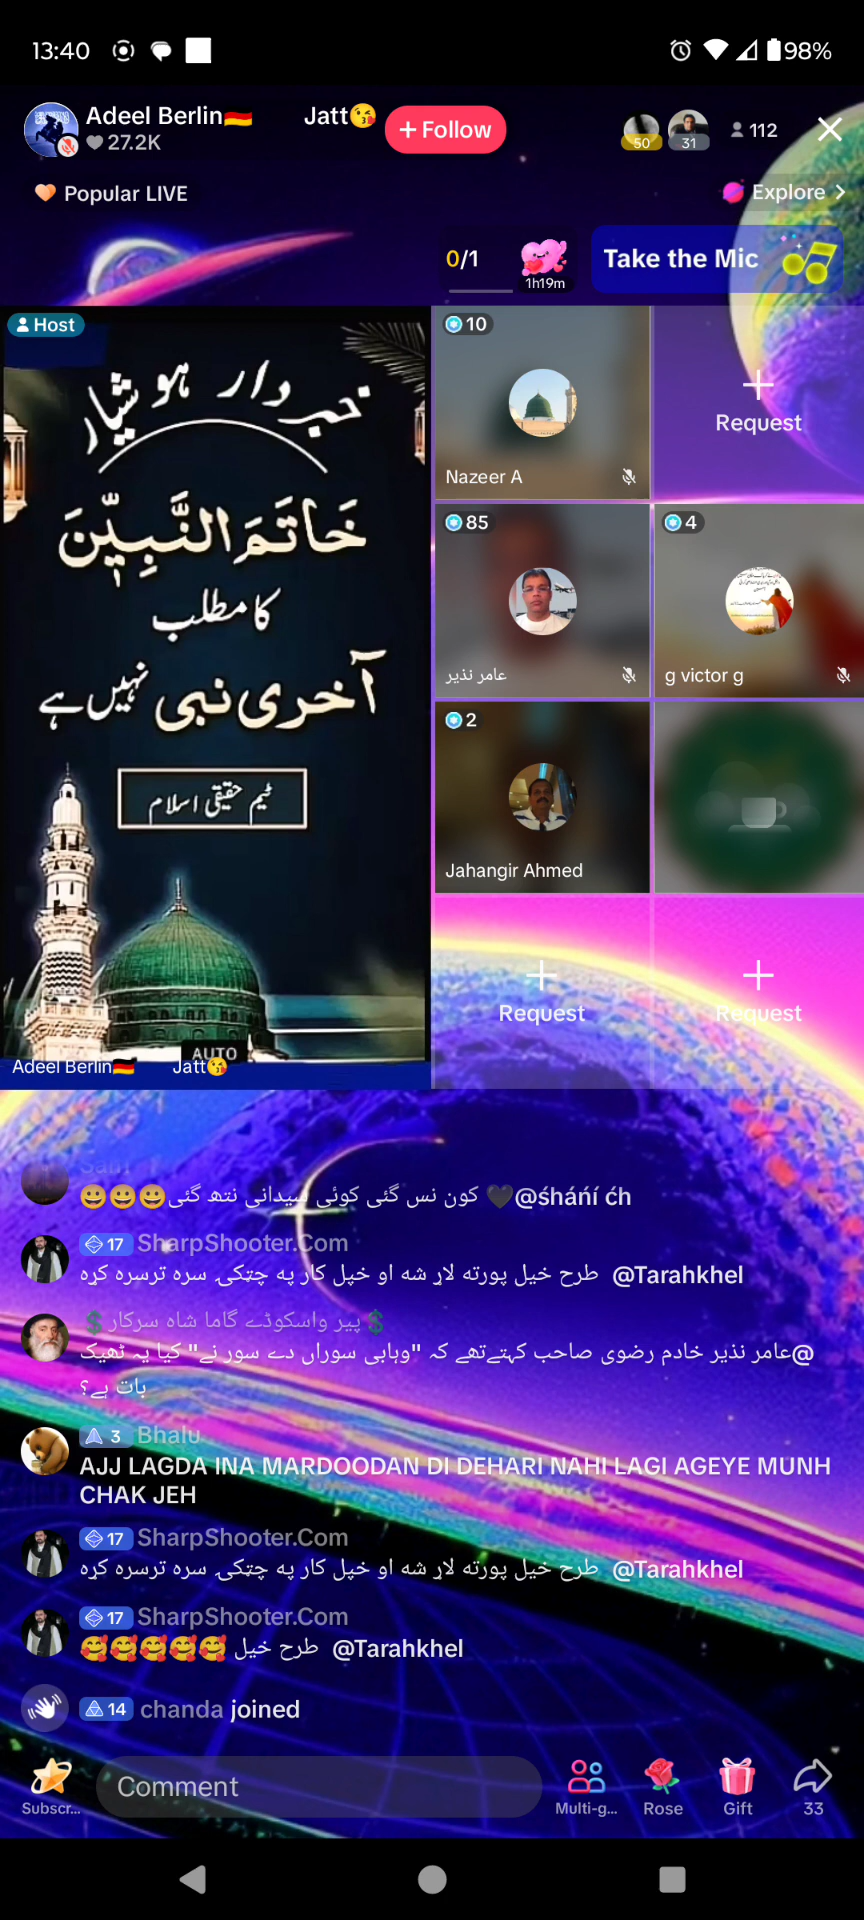 13:40
98%
Adeel Berlin🇩🇪 Jatt😘
27.2K
+ Follow
50
31
112
Popular LIVE
Explore
0/1
1h19m
Take the Mic
Host
خبردار ہوشیار
خَاتَمَ النَّبِيِّنَ
کا مطلب
آخری نبی نہیں ہے
ٹیم حقیقی اسلام
AUTO
Adeel Berlin🇩🇪 Jatt😘
10
Nazeer A
Request
85
عامر نذیر
4
g victor g
2
Jahangir Ahmed
Request
Request
😀😀😀کون نس گئی کوئی سیدانی نتھ گئی 🖤@śháńí ćh
17 SharpShooter.Com
طرح خیل پورته لاړ شه او خپل کار په چټکۍ سره ترسره کړه @Tarahkhel
💲پیر واسکوڈے گاما شاہ سرکار💲
@عامر نذیر خادم رضوی صاحب کہتےتھے کہ "وہابی سوراں دے سور نے" کیا یہ ٹھیک
بات ہے؟
3 Bhalu
AJJ LAGDA INA MARDOODAN DI DEHARI NAHI LAGI AGEYE MUNH
CHAK JEH
17 SharpShooter.Com
طرح خیل پورته لاړ شه او خپل کار په چټکۍ سره ترسره کړه @Tarahkhel
17 SharpShooter.Com
🥰🥰🥰🥰🥰 طرح خیل @Tarahkhel
14 chanda joined
Subscr...
Comment
Multi-g...
Rose
Gift
33